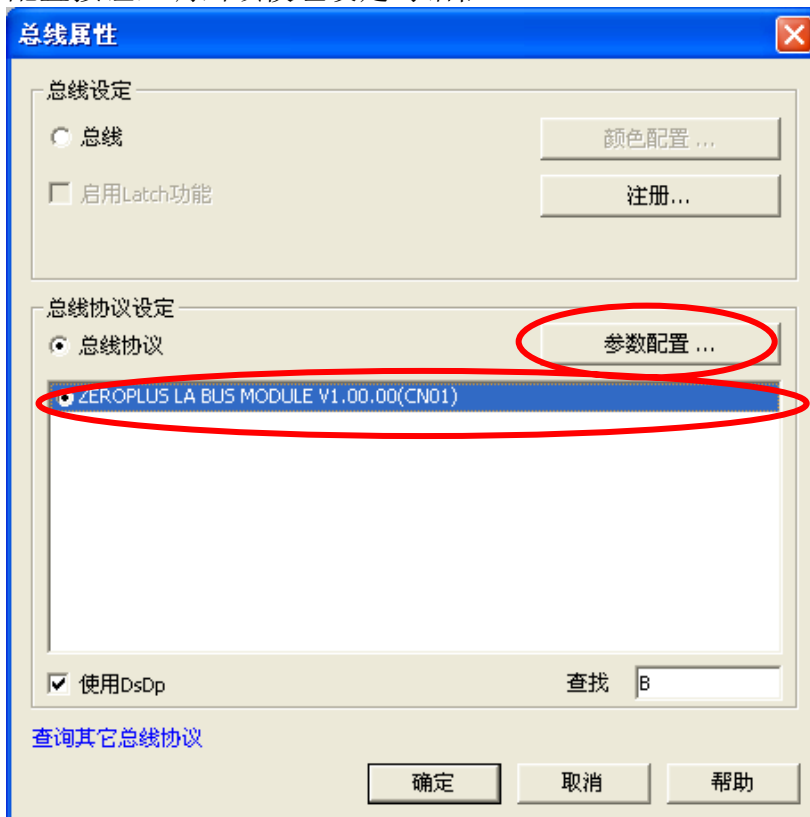 总线属性
总线设定
总线
颜色配置 ...
启用Latch功能
注册...
总线协议设定
总线协议
参数配置 ...
ZEROPLUS LA BUS MODULE V1.00.00(CN01)
使用DsDp
查找 B
查询其它总线协议
确定 取消 帮助